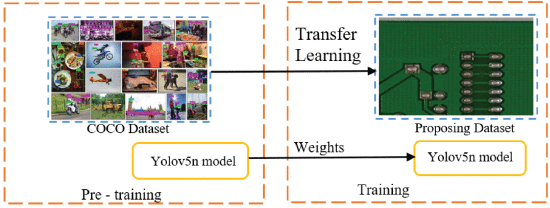 Transfer
Learning
COCO Dataset
Proposing Dataset
Yolov5n model
Weights
Yolov5n model
Pre - training
Training